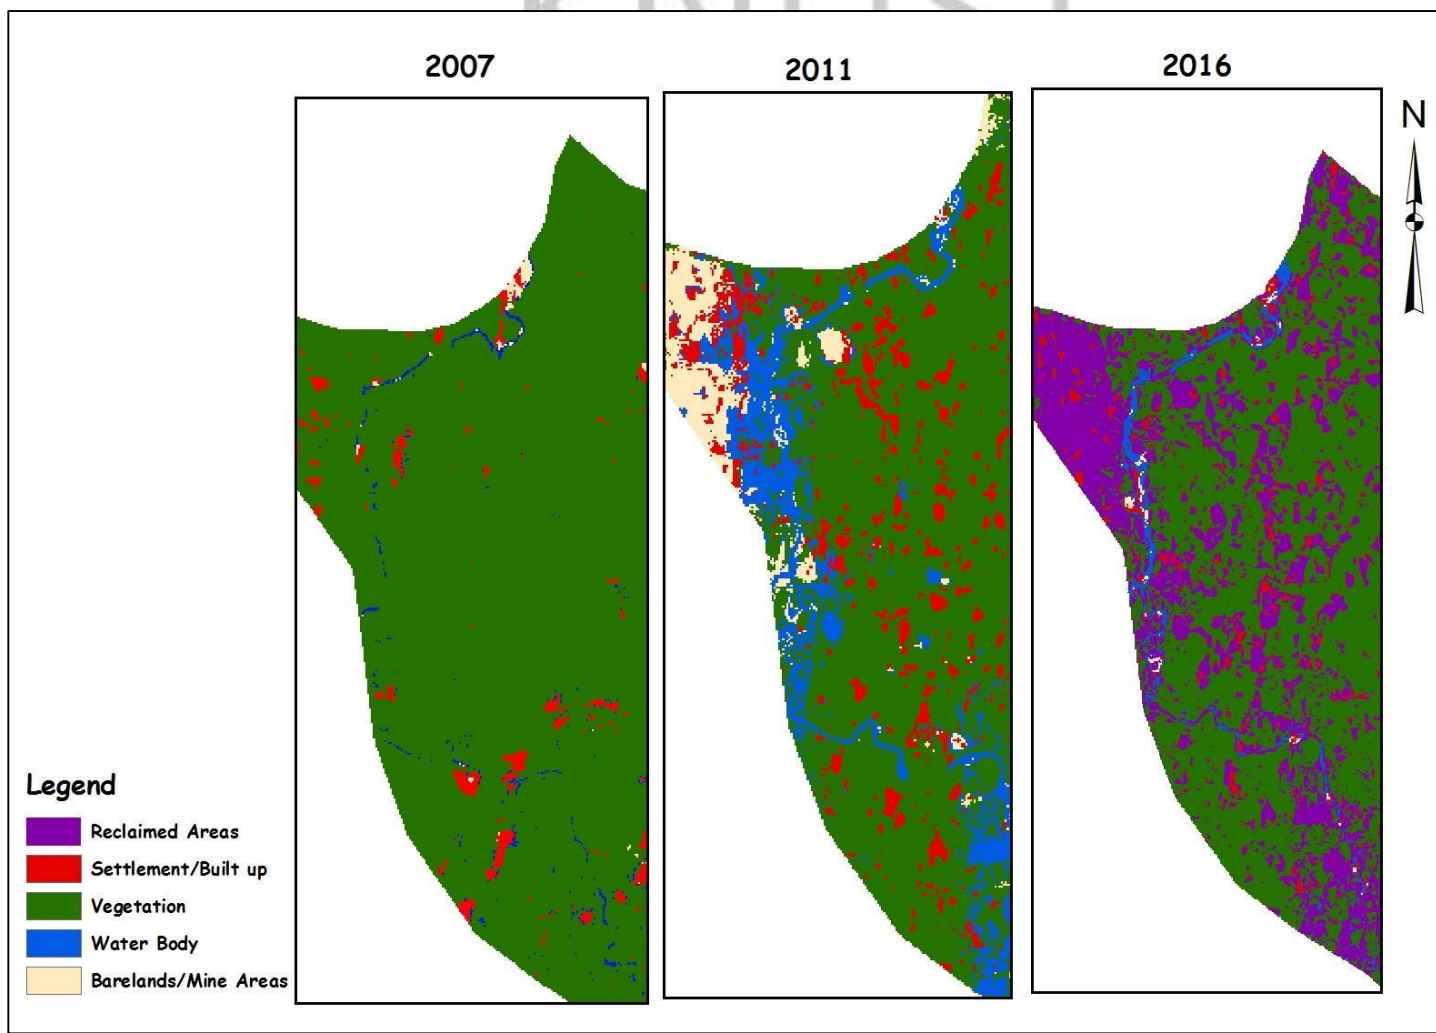 2007
2011
2016
N
Legend
Reclaimed Areas
Settlement/Built up
Vegetation
Water Body
Barelands/Mine Areas